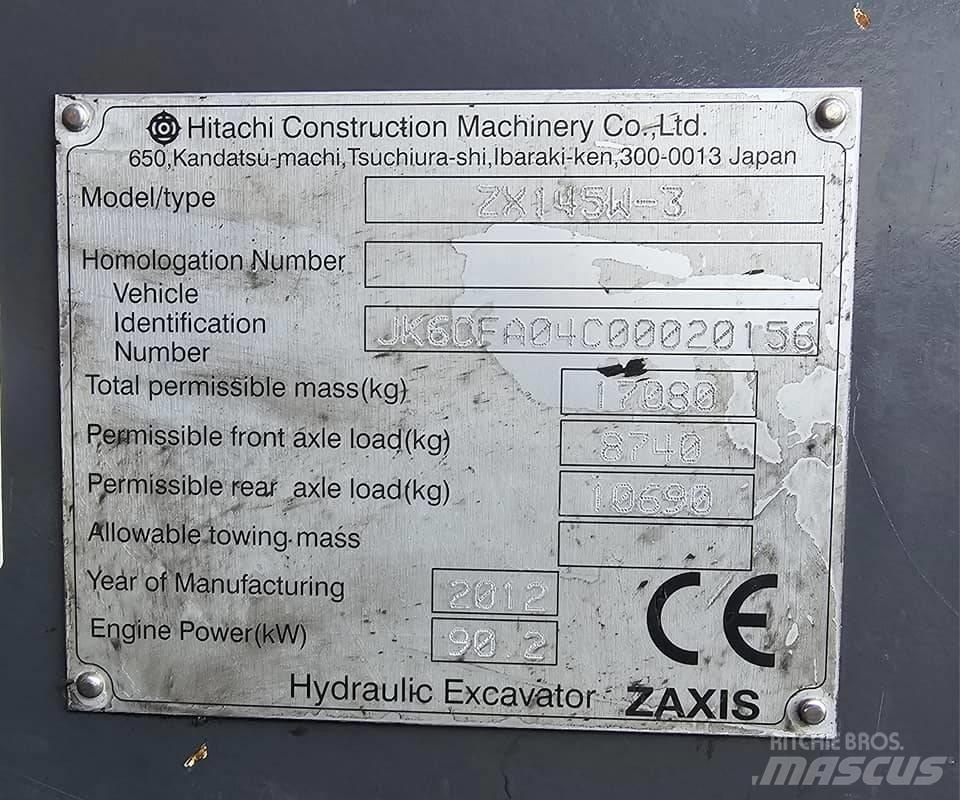 Hitachi Construction Machinery Co.,Ltd.
650,Kandatsu-machi,Tsuchiura-shi,Ibaraki-ken,300-0013 Japan
Model/type ZX145W-3
Homologation Number
Vehicle
Identification
Number JK6CFA04C00020156
Total permissible mass(kg) 17080
Permissible front axle load(kg) 8740
Permissible rear axle load(kg) 10690
Allowable towing mass
Year of Manufacturing 2012
Engine Power(kW) 90.2
CE
Hydraulic Excavator ZAXIS
RITCHIE BROS.
MASCUS